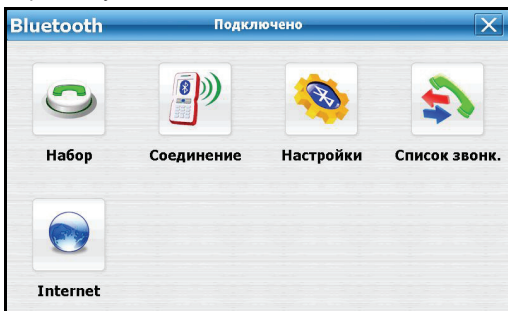 Bluetooth Подключено
Набор Соединение Настройки Список звонк.
Internet